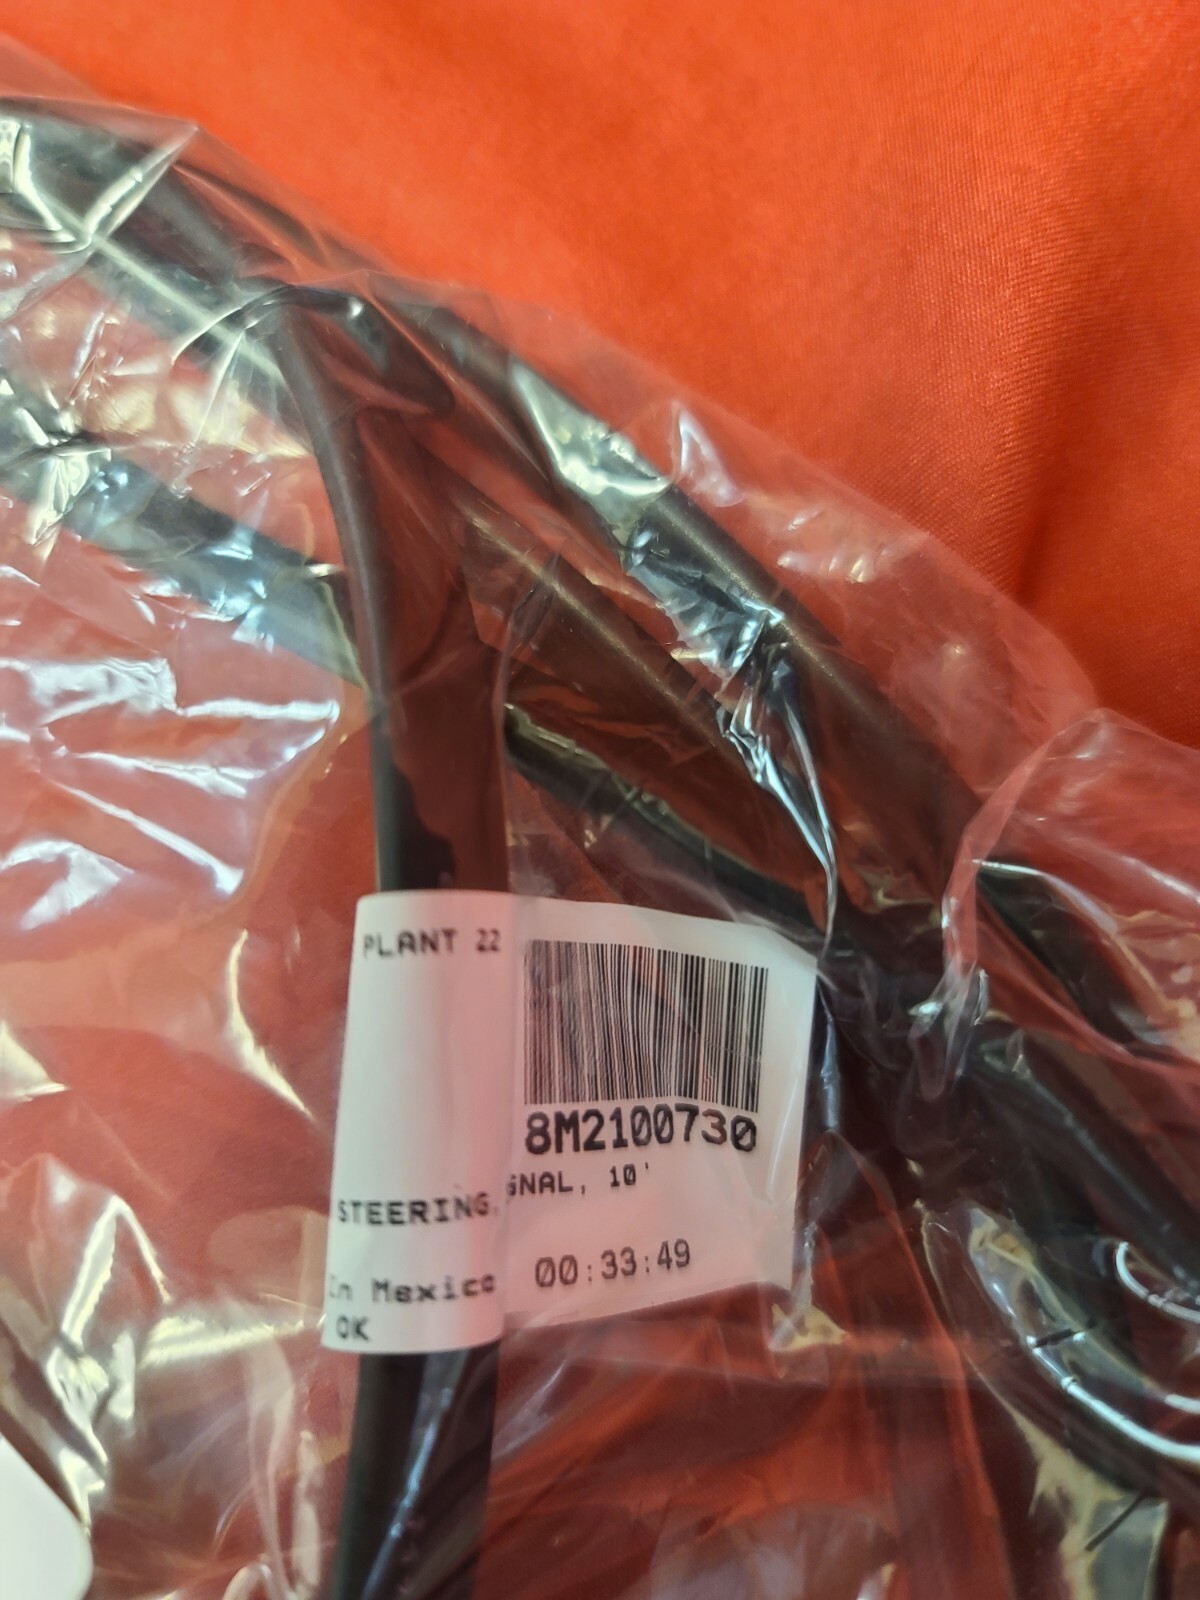 PLANT 22
8M2100730
STEERING, GNAL, 10'
00:33:49
In Mexico
OK